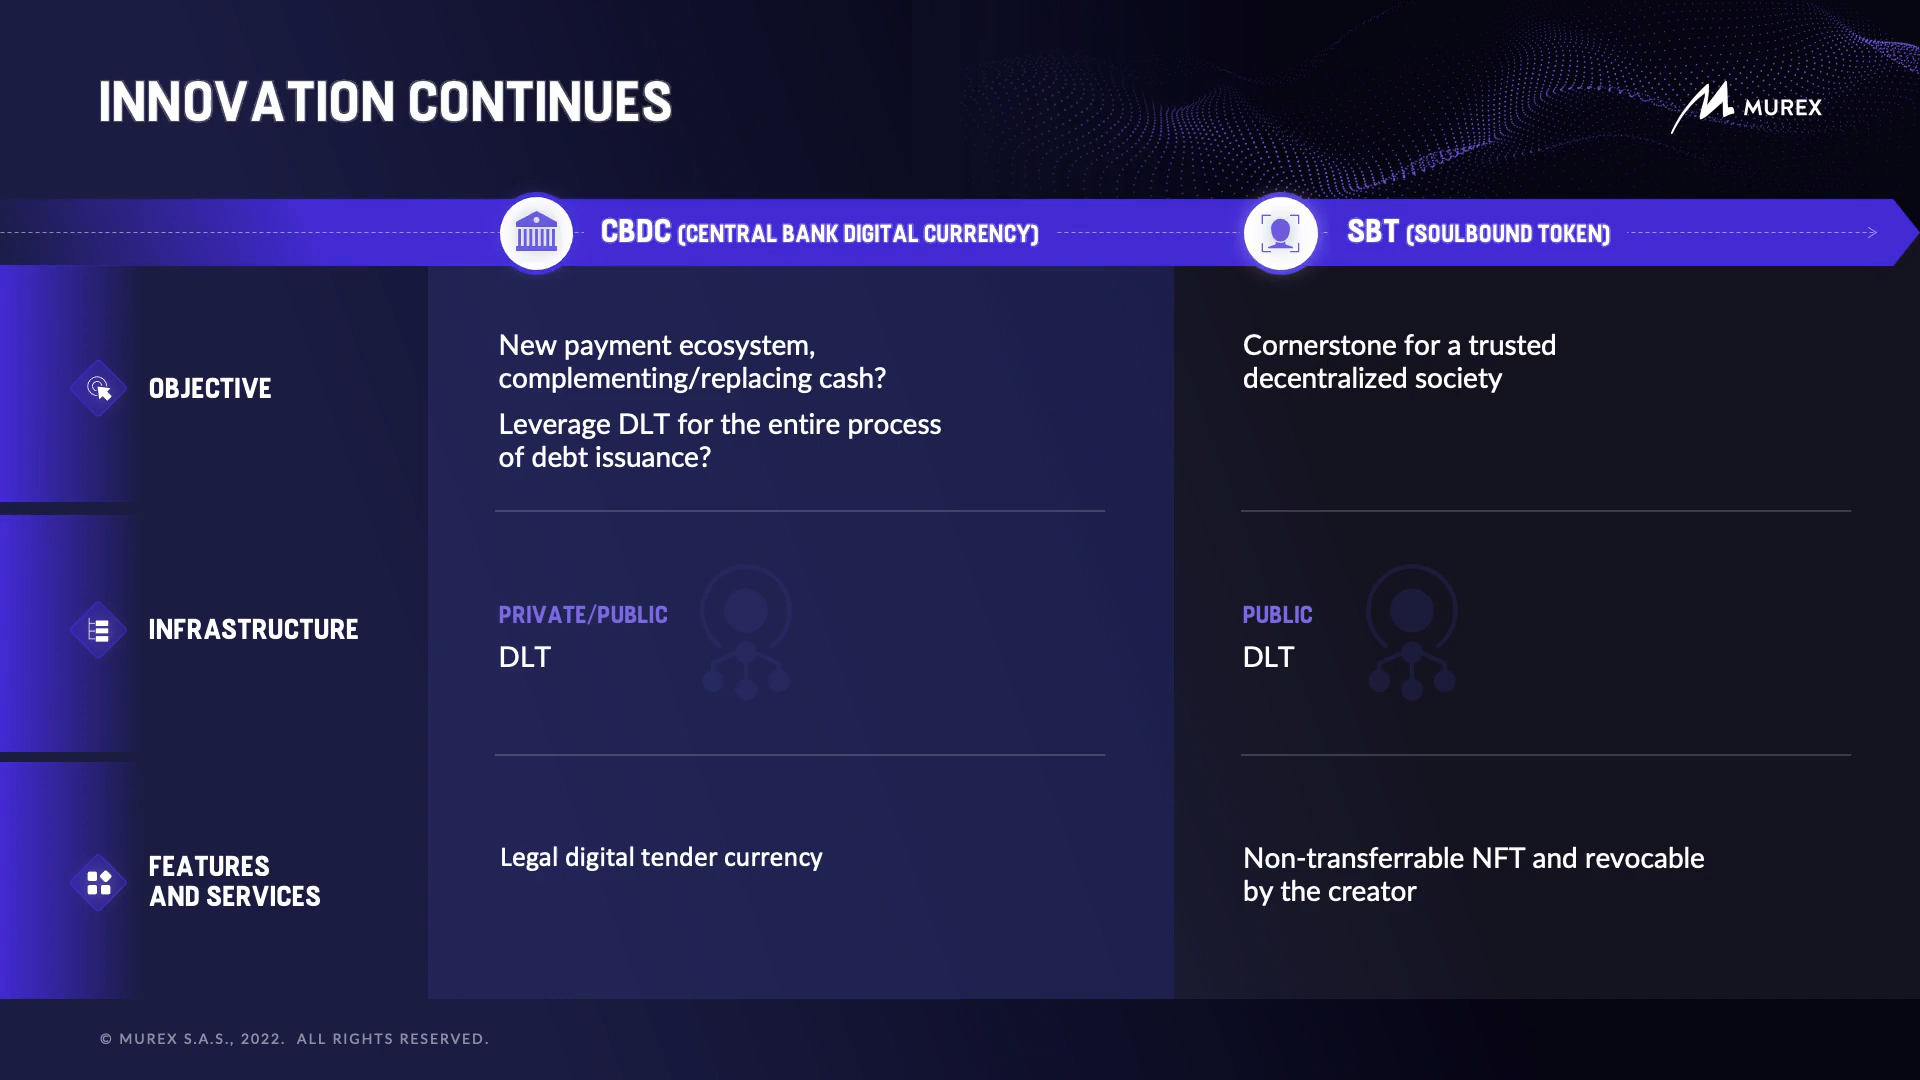 INNOVATION CONTINUES
MUREX
CBDC (CENTRAL BANK DIGITAL CURRENCY)
SBT (SOULBOUND TOKEN)
OBJECTIVE
New payment ecosystem,
complementing/replacing cash?
Leverage DLT for the entire process
of debt issuance?
Cornerstone for a trusted
decentralized society
INFRASTRUCTURE
PRIVATE/PUBLIC
DLT
PUBLIC
DLT
FEATURES
AND SERVICES
Legal digital tender currency
Non-transferrable NFT and revocable
by the creator
© MUREX S.A.S., 2022. ALL RIGHTS RESERVED.